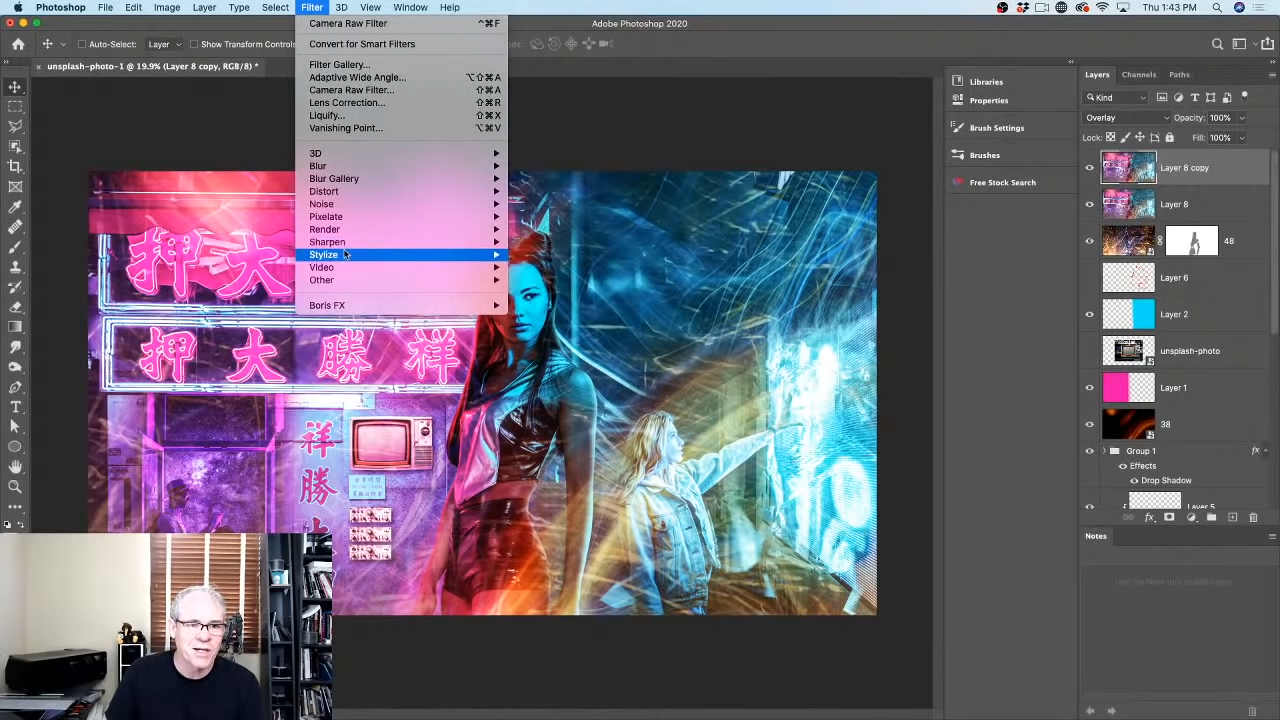 Photoshop File Edit Image Layer Type Select Filter 3D View Window Help Thu 1:43 PM
Adobe Photoshop 2020
Auto-Select: Layer Show Transform Controls
unsplash-photo-1 @ 19.9% (Layer 8 copy, RGB/8) *
Camera Raw Filter ^⌘F
Convert for Smart Filters
Filter Gallery...
Adaptive Wide Angle... ⌥⇧⌘A
Camera Raw Filter... ⇧⌘A
Lens Correction... ⇧⌘R
Liquify... ⇧⌘X
Vanishing Point... ⌥⌘V
3D
Blur
Blur Gallery
Distort
Noise
Pixelate
Render
Sharpen
Stylize
Video
Other
Boris FX
押大
押大勝祥
祥
勝
Libraries
Properties
Brush Settings
Brushes
Free Stock Search
Layers Channels Paths
Kind
Overlay Opacity: 100%
Lock: Fill: 100%
Layer 8 copy
Layer 8
48
Layer 6
Layer 2
unsplash-photo
Layer 1
38
Group 1 fx
Effects
Drop Shadow
Layer 5
fx
Notes